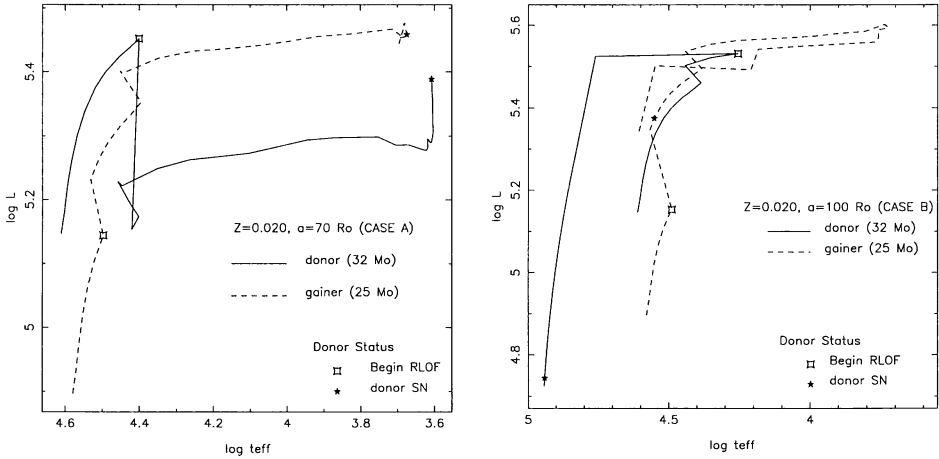 log L
5.4
5.2
5
Z=0.020, a=70 Ro (CASE A)
donor (32 Mo)
gainer (25 Mo)
Donor Status
Begin RLOF
donor SN
4.6
4.4
4.2
4
3.8
3.6
log teff
log L
5.6
5.4
5.2
5
4.8
Z=0.020, a=100 Ro (CASE B)
donor (32 Mo)
gainer (25 Mo)
Donor Status
Begin RLOF
donor SN
5
4.5
4
log teff